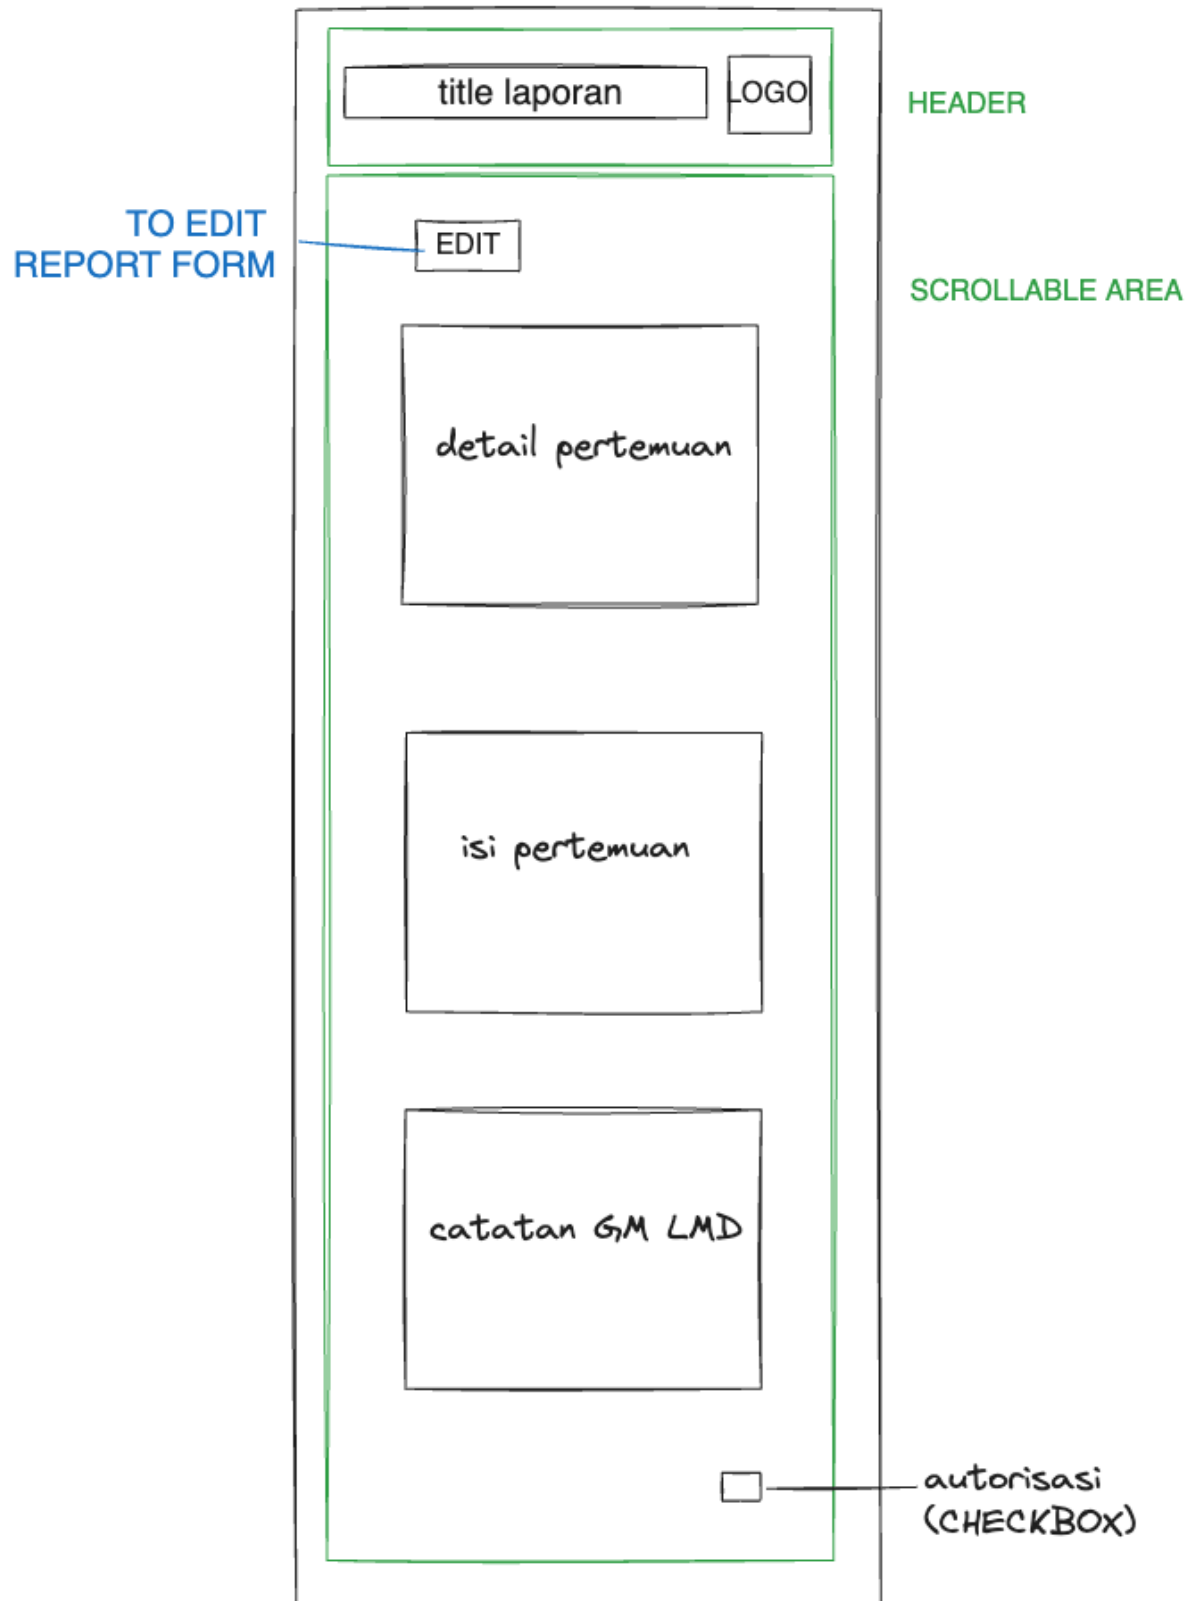 title laporan
LOGO
HEADER
TO EDIT
REPORT FORM
EDIT
SCROLLABLE AREA
detail pertemuan
isi pertemuan
catatan GM LMD
autorisasi
(CHECKBOX)